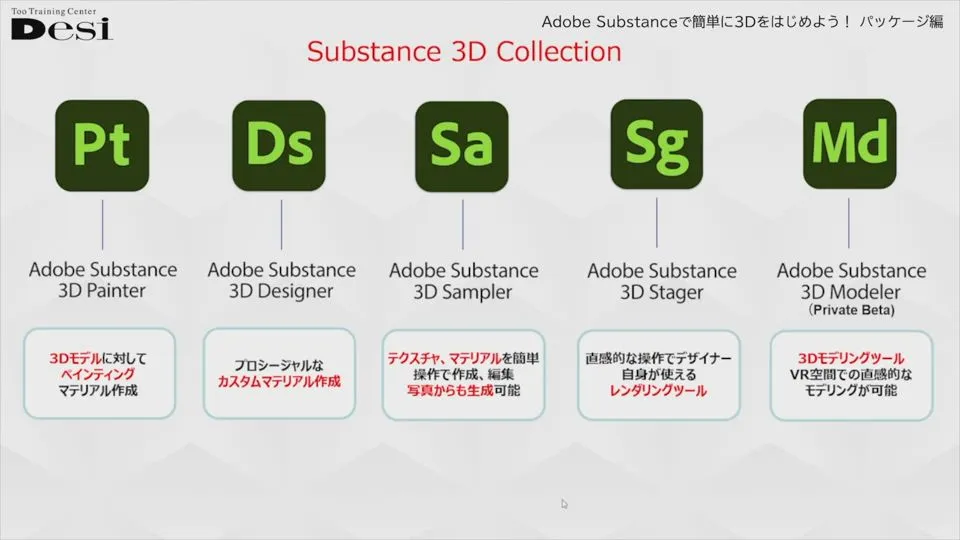 Too Training Center
Desi
Adobe Substanceで簡単に3Dをはじめよう！ パッケージ編
Substance 3D Collection
Pt
Ds
Sa
Sg
Md
Adobe Substance
3D Painter
Adobe Substance
3D Designer
Adobe Substance
3D Sampler
Adobe Substance
3D Stager
Adobe Substance
3D Modeler
（Private Beta)
3Dモデルに対して
ペインティング
マテリアル作成
プロシージャルな
カスタムマテリアル作成
テクスチャ、マテリアルを簡単
操作で作成、編集
写真からも生成可能
直感的な操作でデザイナー
自身が使える
レンダリングツール
3Dモデリングツール
VR空間での直感的な
モデリングが可能